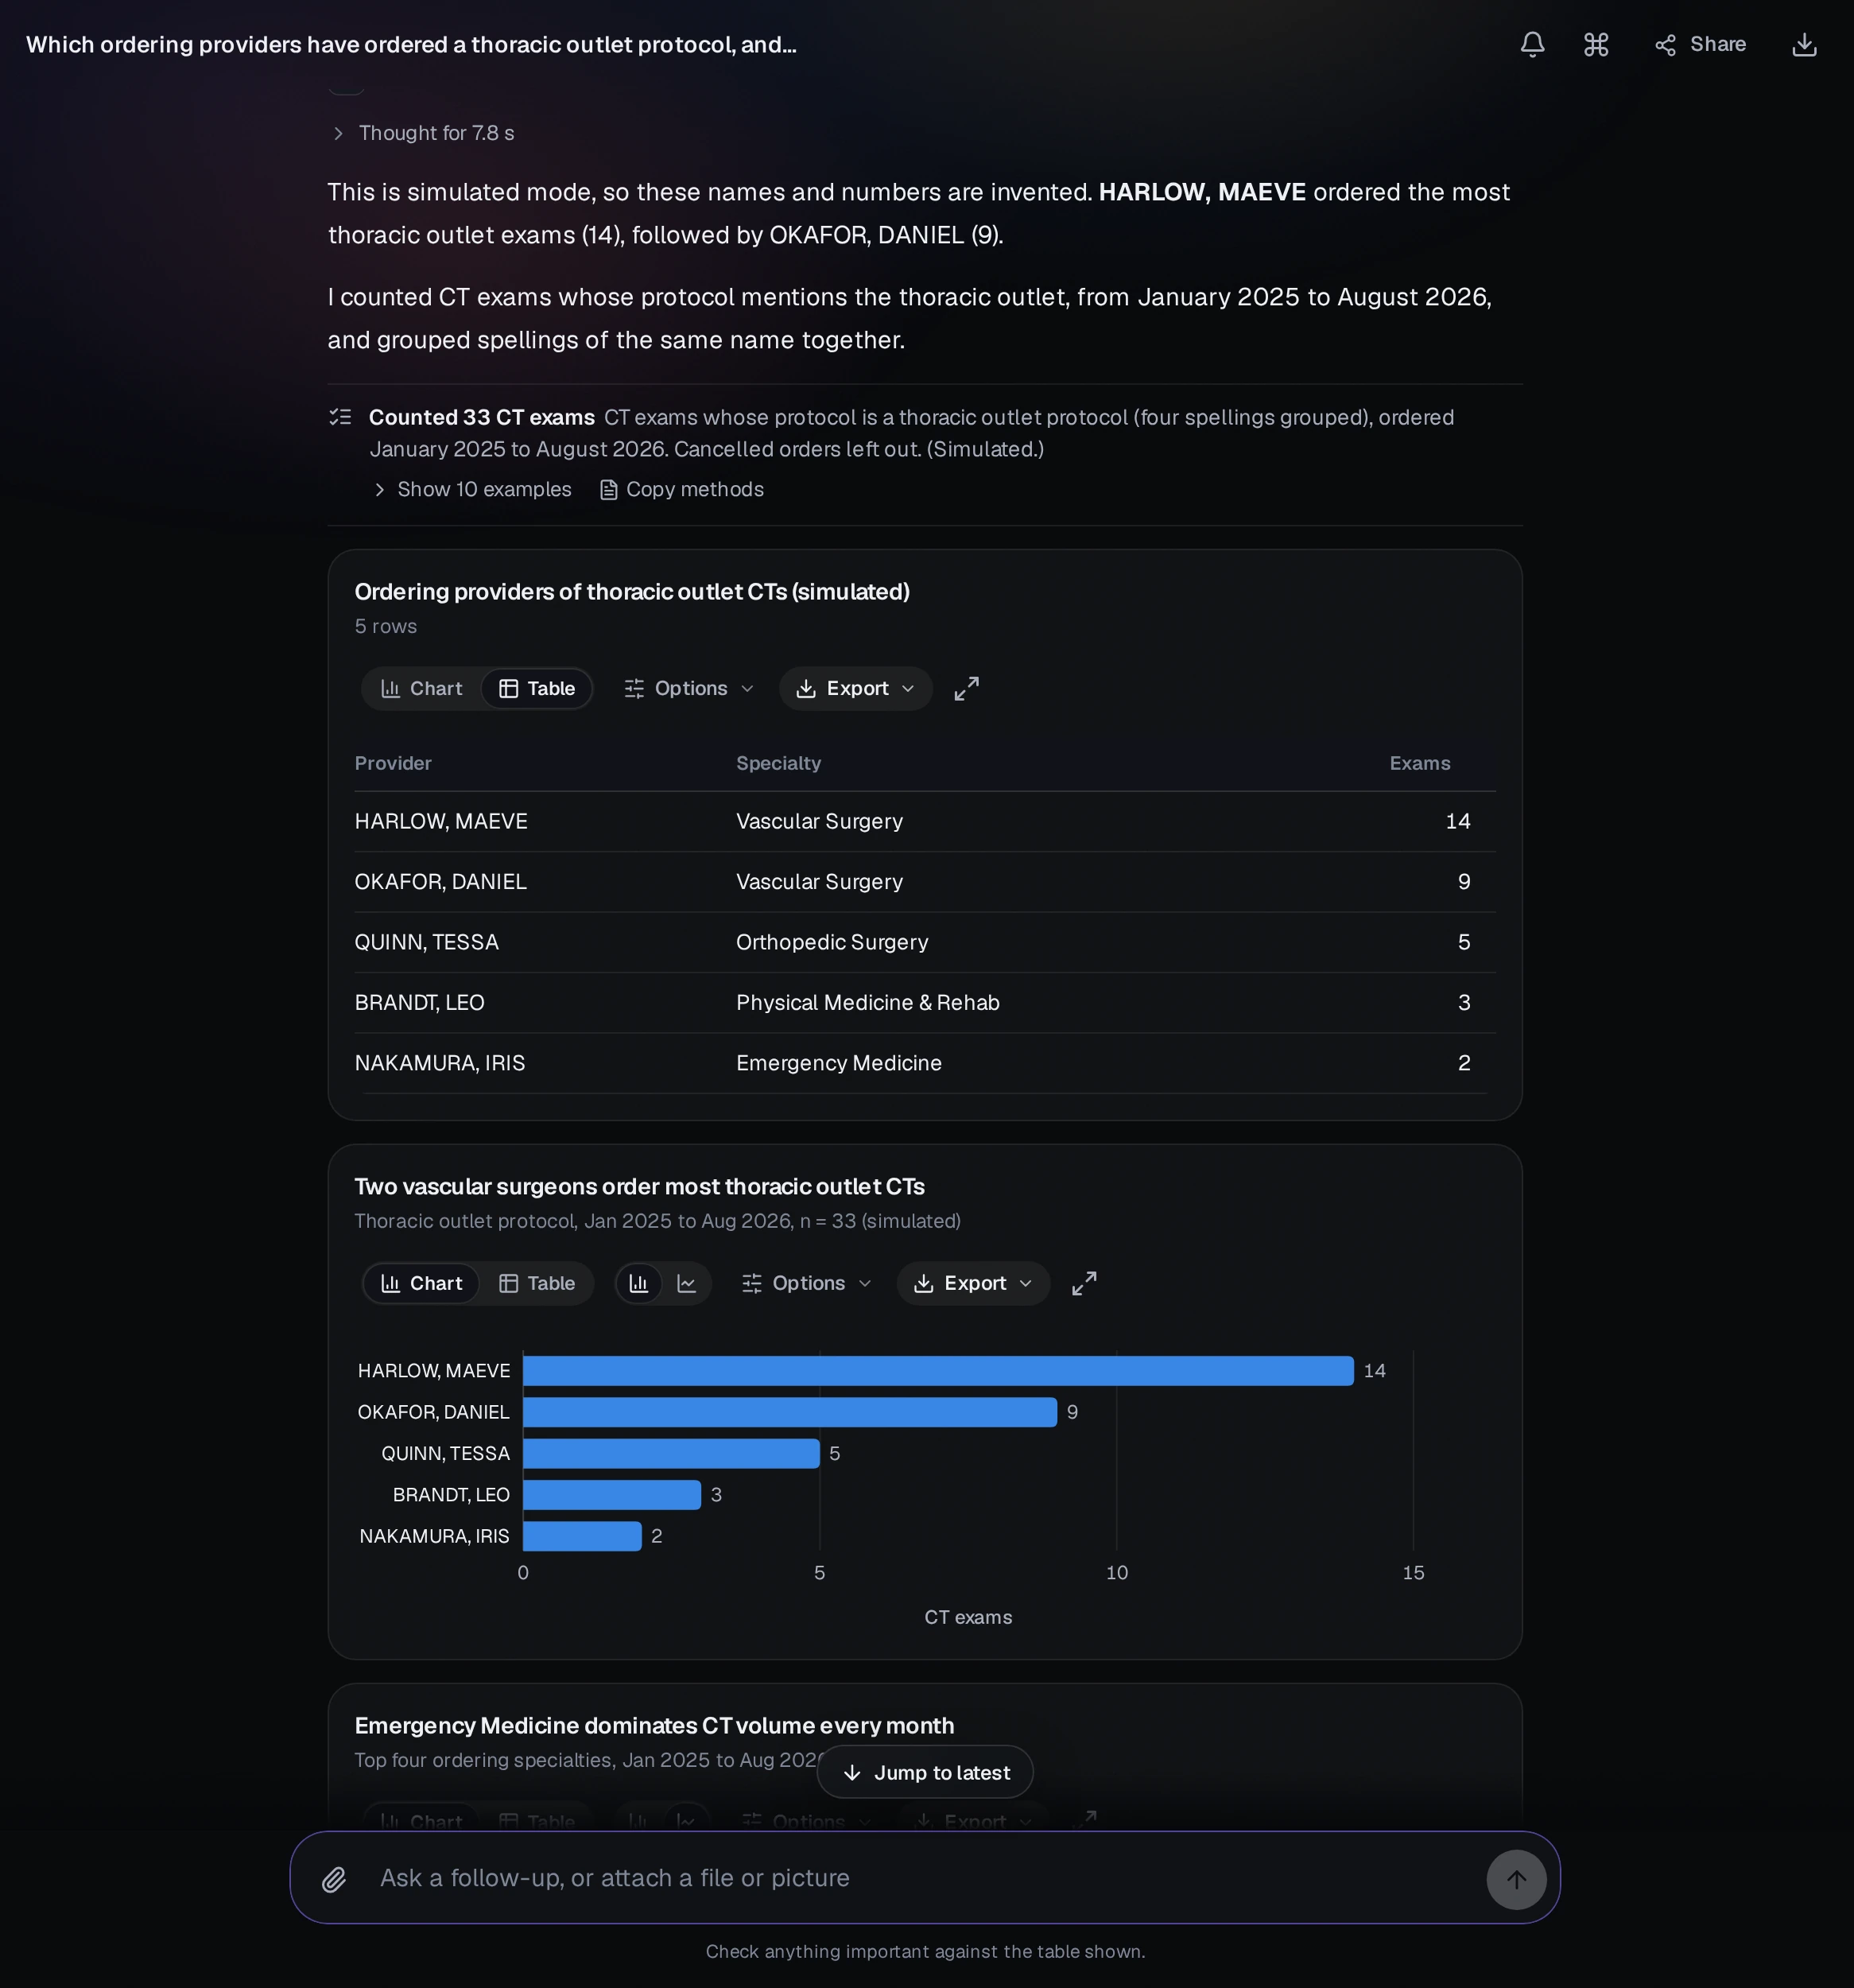 Which ordering providers have ordered a thoracic outlet protocol, and...
Share
Thought for 7.8 s
This is simulated mode, so these names and numbers are invented. HARLOW, MAEVE ordered the most
thoracic outlet exams (14), followed by OKAFOR, DANIEL (9).
I counted CT exams whose protocol mentions the thoracic outlet, from January 2025 to August 2026,
and grouped spellings of the same name together.
Counted 33 CT exams CT exams whose protocol is a thoracic outlet protocol (four spellings grouped), ordered
January 2025 to August 2026. Cancelled orders left out. (Simulated.)
Show 10 examples Copy methods
Ordering providers of thoracic outlet CTs (simulated)
5 rows
Chart Table Options Export
Provider Specialty Exams
HARLOW, MAEVE Vascular Surgery 14
OKAFOR, DANIEL Vascular Surgery 9
QUINN, TESSA Orthopedic Surgery 5
BRANDT, LEO Physical Medicine & Rehab 3
NAKAMURA, IRIS Emergency Medicine 2
Two vascular surgeons order most thoracic outlet CTs
Thoracic outlet protocol, Jan 2025 to Aug 2026, n = 33 (simulated)
Chart Table Options Export
HARLOW, MAEVE 14
OKAFOR, DANIEL 9
QUINN, TESSA 5
BRANDT, LEO 3
NAKAMURA, IRIS 2
0 5 10 15
CT exams
Emergency Medicine dominates CT volume every month
Top four ordering specialties, Jan 2025 to Aug
Jump to latest
Chart Table Options Export
Ask a follow-up, or attach a file or picture
Check anything important against the table shown.